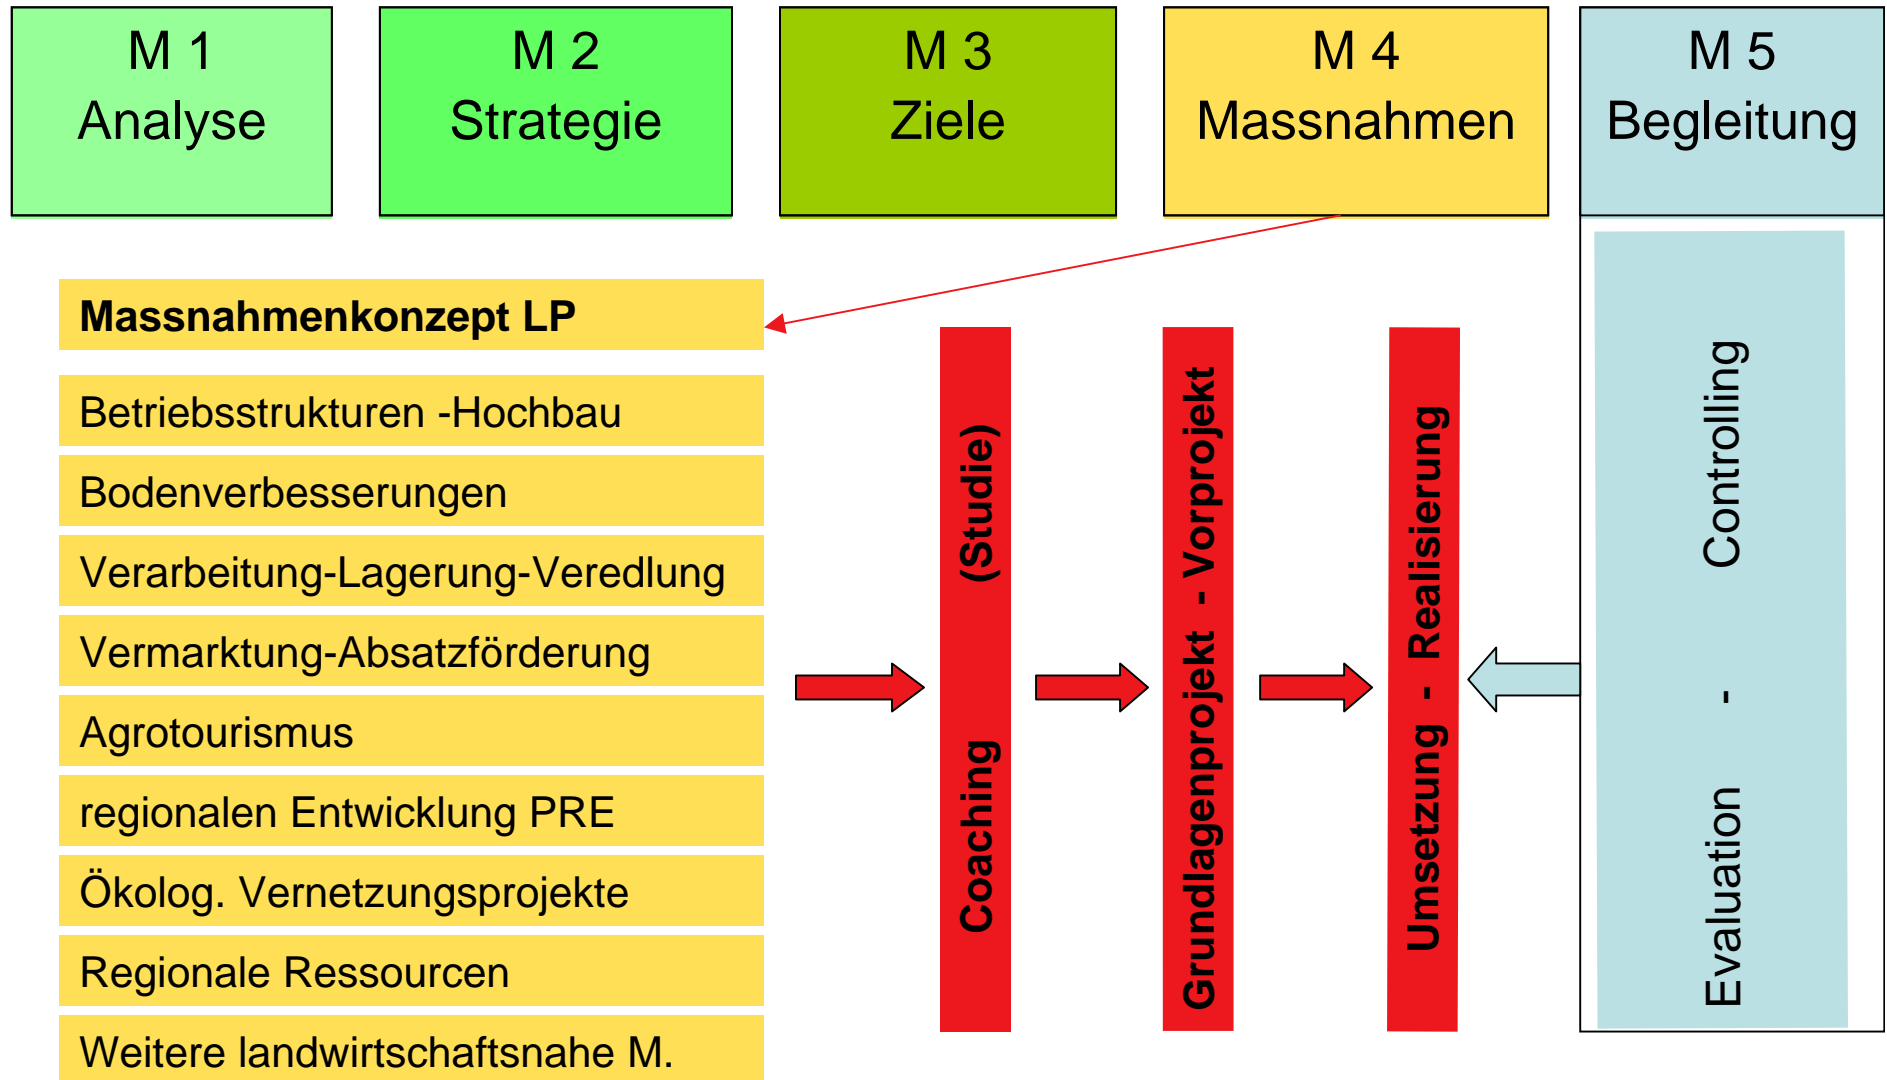 M 1
Analyse
M 2
Strategie
M 3
Ziele
M 4
Massnahmen
M 5
Begleitung
Massnahmenkonzept LP
Betriebsstrukturen -Hochbau
Bodenverbesserungen
Verarbeitung-Lagerung-Veredlung
Vermarktung-Absatzförderung
Agrotourismus
regionalen Entwicklung PRE
Ökolog. Vernetzungsprojekte
Regionale Ressourcen
Weitere landwirtschaftsnahe M.
Coaching (Studie)
Grundlagenprojekt - Vorprojekt
Umsetzung - Realisierung
Evaluation - Controlling